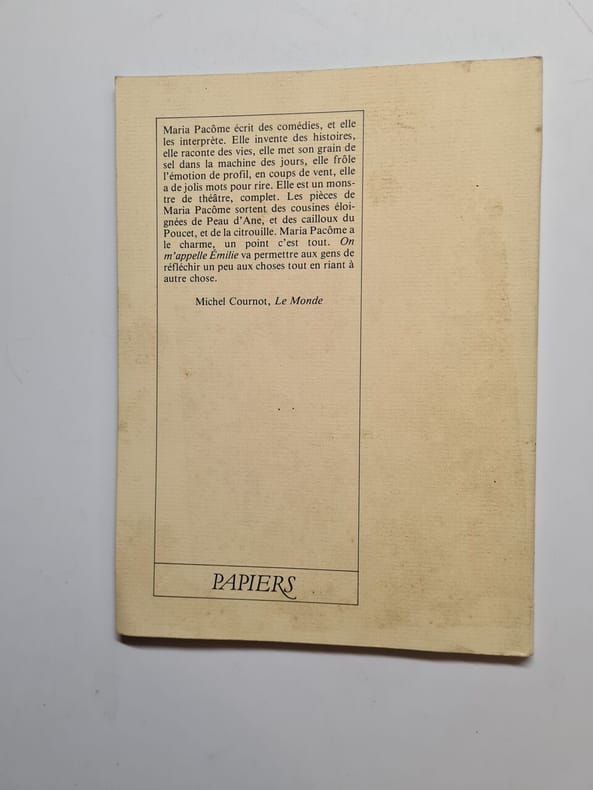 Maria Pacôme écrit des comédies, et elle
les interprète. Elle invente des histoires,
elle raconte des vies, elle met son grain de
sel dans la machine des jours, elle frôle
l'émotion de profil, en coups de vent, elle
a de jolis mots pour rire. Elle est un mons-
tre de théâtre, complet. Les pièces de
Maria Pacôme sortent des cousines éloi-
gnées de Peau d'Ane, et des cailloux du
Poucet, et de la citrouille. Maria Pacôme a
le charme, un point c'est tout. On
m'appelle Émilie va permettre aux gens de
réfléchir un peu aux choses tout en riant à
autre chose.
Michel Cournot, Le Monde
PAPIERS